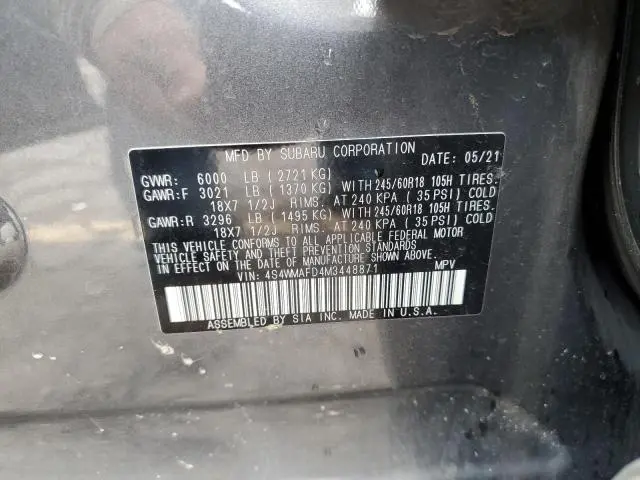 MFD BY SUBARU CORPORATION DATE: 05/21
GVWR: 6000 LB ( 2721 KG)
GAWR:F 3021 LB ( 1370 KG) WITH 245/60R18 105H TIRES.
18X7 1/2J RIMS. AT 240 KPA ( 35 PSI) COLD
GAWR:R 3296 LB ( 1495 KG) WITH 245/60R18 105H TIRES.
18X7 1/2J RIMS. AT 240 KPA ( 35 PSI) COLD
THIS VEHICLE CONFORMS TO ALL APPLICABLE FEDERAL MOTOR
VEHICLE SAFETY AND THEFT PREVENTION STANDARDS
IN EFFECT ON THE DATE OF MANUFACTURE SHOWN ABOVE.
VIN: 4S4WMAFD4M3448871 MPV
ASSEMBLED BY SIA INC. MADE IN U.S.A.